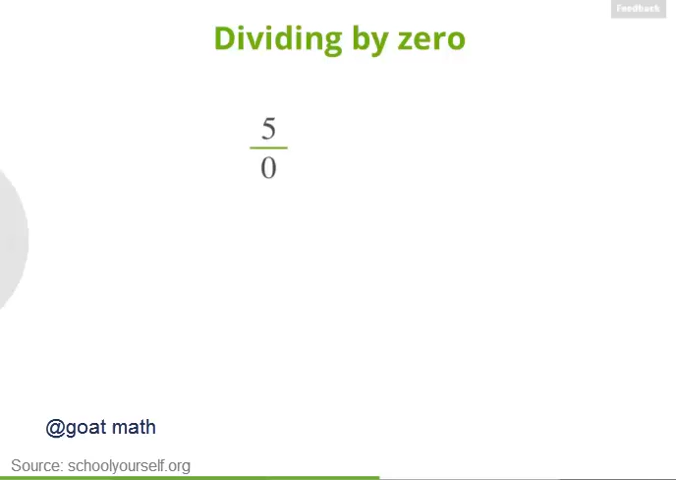 Feedback
Dividing by zero
5
0
@goat math
Source: schoolyourself.org